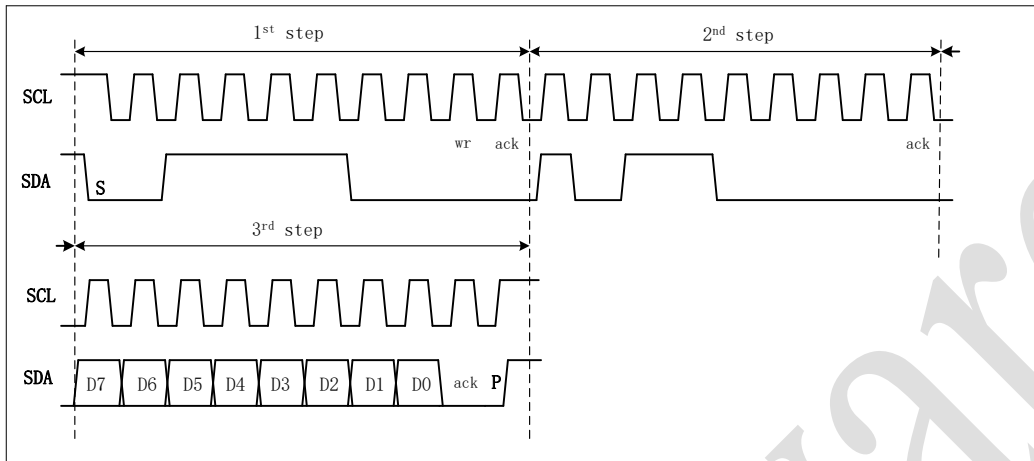 1st step 2nd step
SCL
wr ack ack
SDA S
3rd step
SCL
SDA D7 D6 D5 D4 D3 D2 D1 D0 ack P